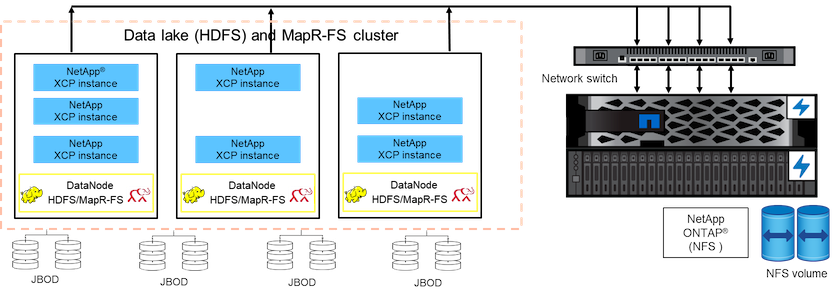 Data lake (HDFS) and MapR-FS cluster
NetApp®
XCP instance
NetApp
XCP instance
NetApp
XCP instance
DataNode
HDFS/MapR-FS
NetApp
XCP instance
NetApp
XCP instance
DataNode
HDFS/MapR-FS
NetApp
XCP instance
NetApp
XCP instance
DataNode
HDFS/MapR-FS
JBOD
JBOD
JBOD
JBOD
Network switch
NetApp
ONTAP®
(NFS )
NFS volume